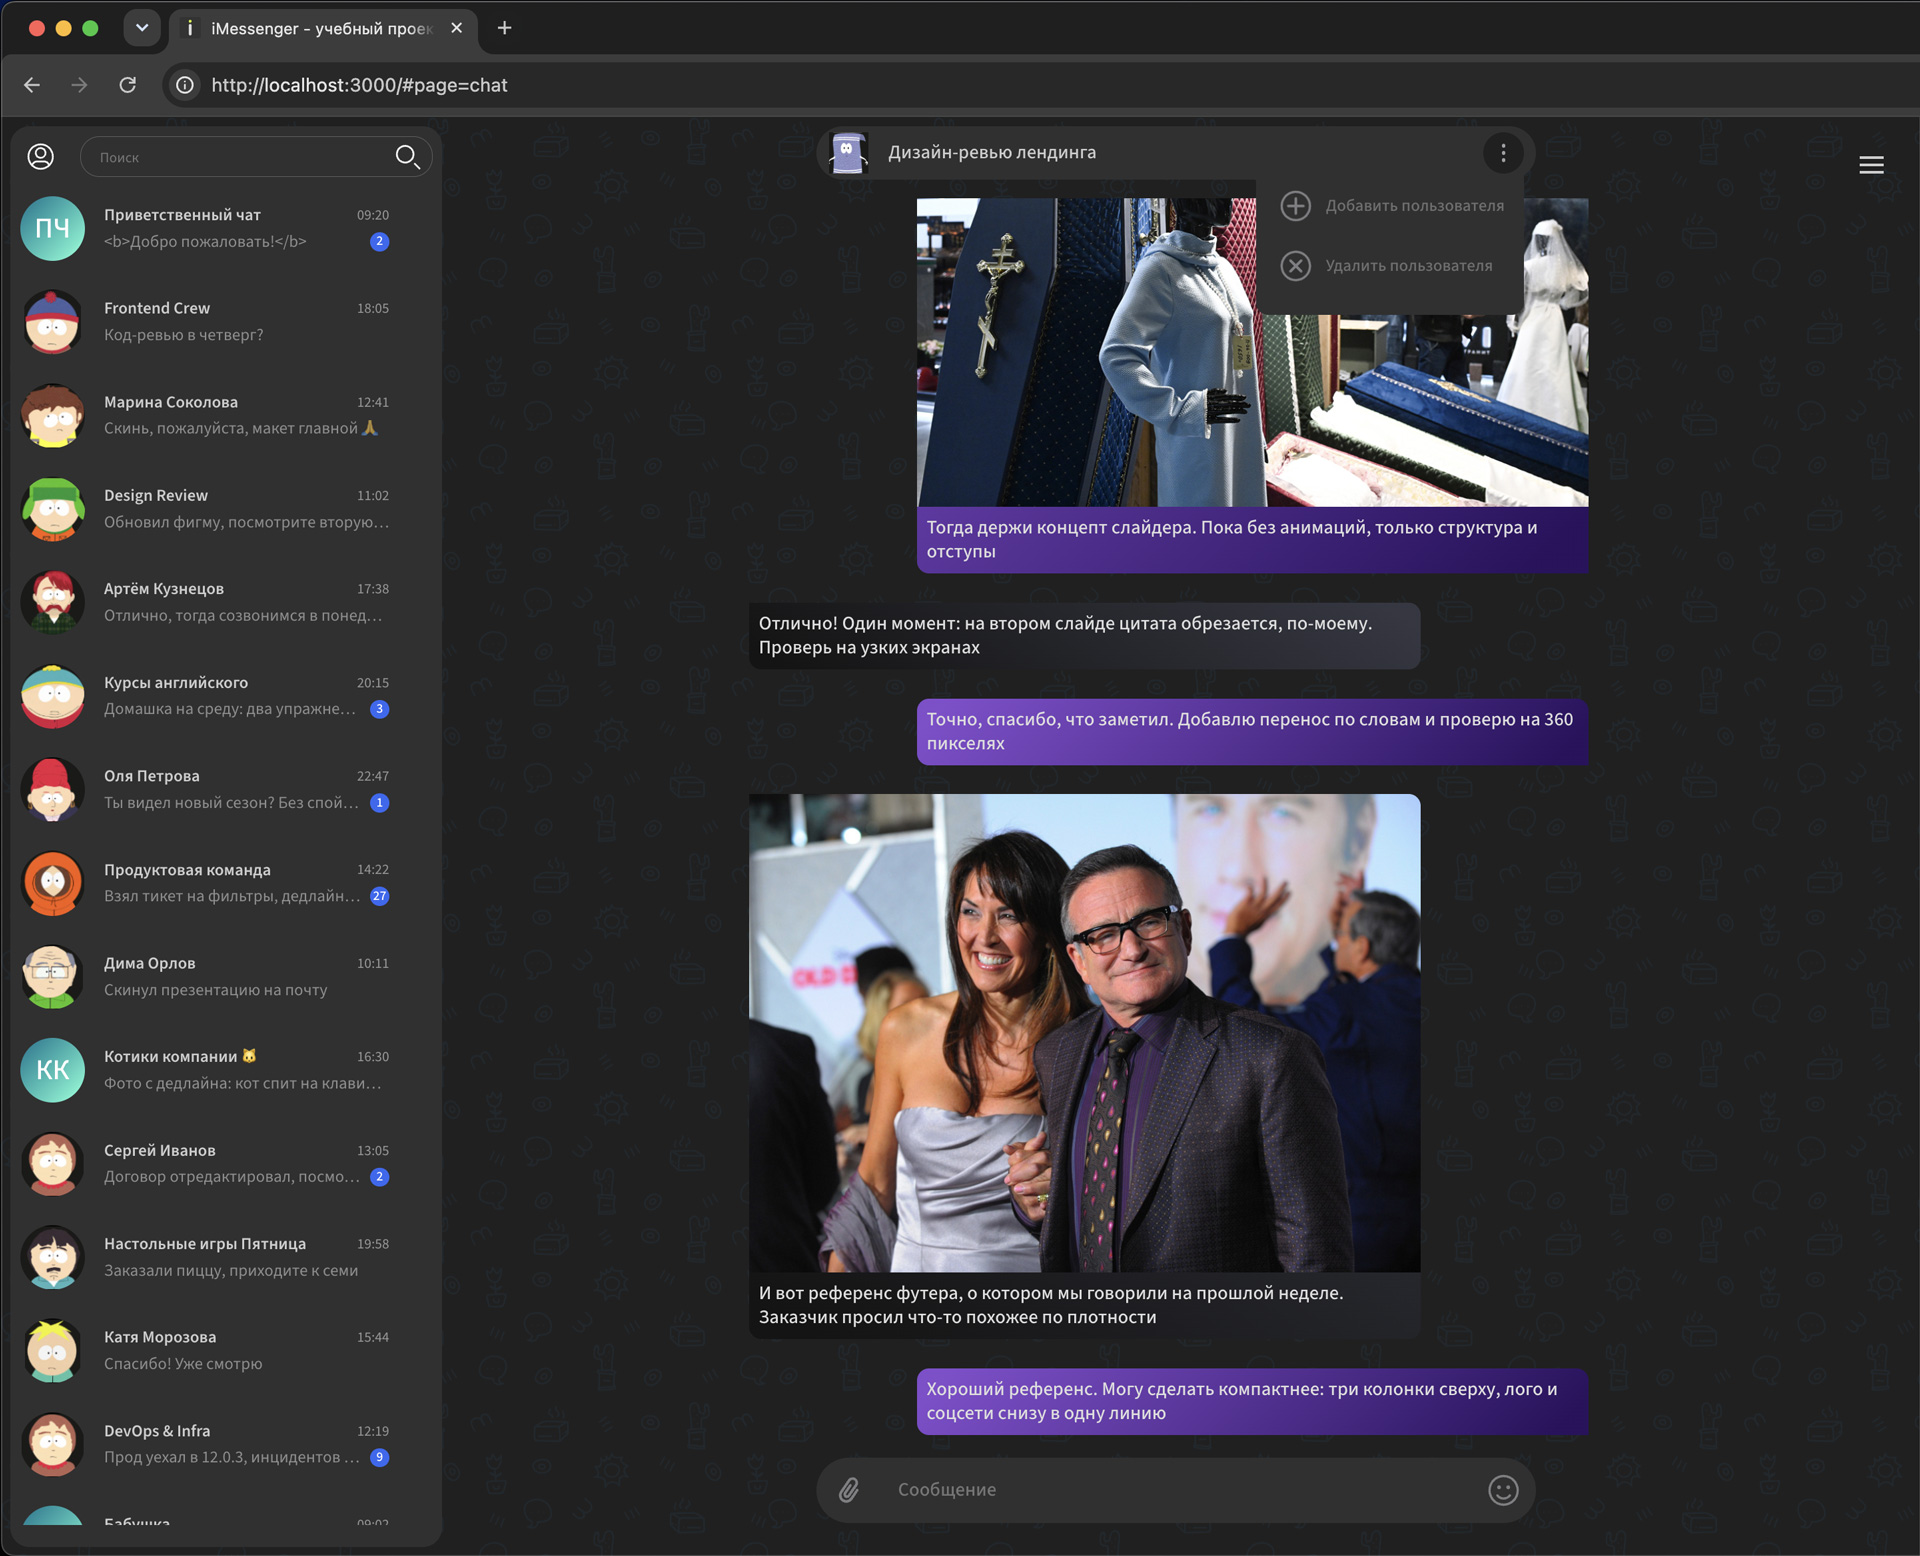 iMessenger - учебный проек
http://localhost:3000/#page=chat
Поиск
ПЧ
Приветственный чат 09:20
<b>Добро пожаловать!</b> 2
Frontend Crew 18:05
Код-ревью в четверг?
Марина Соколова 12:41
Скинь, пожалуйста, макет главной 🙏
Design Review 11:02
Обновил фигму, посмотрите вторую…
Артём Кузнецов 17:38
Отлично, тогда созвонимся в понед…
Курсы английского 20:15
Домашка на среду: два упражне… 3
Оля Петрова 22:47
Ты видел новый сезон? Без спой… 1
Продуктовая команда 14:22
Взял тикет на фильтры, дедлайн… 27
Дима Орлов 10:11
Скинул презентацию на почту
КК
Котики компании 🐱 16:30
Фото с дедлайна: кот спит на клави…
Сергей Иванов 13:05
Договор отредактировал, посмо… 2
Настольные игры Пятница 19:58
Заказали пиццу, приходите к семи
Катя Морозова 15:44
Спасибо! Уже смотрю
DevOps & Infra 12:19
Прод уехал в 12.0.3, инцидентов … 9
Бабушка 09:02
Дизайн-ревью лендинга
Добавить пользователя
Удалить пользователя
Тогда держи концепт слайдера. Пока без анимаций, только структура и
отступы
Отлично! Один момент: на втором слайде цитата обрезается, по-моему.
Проверь на узких экранах
Точно, спасибо, что заметил. Добавлю перенос по словам и проверю на 360
пикселях
OLD
И вот референс футера, о котором мы говорили на прошлой неделе.
Заказчик просил что-то похожее по плотности
Хороший референс. Могу сделать компактнее: три колонки сверху, лого и
соцсети снизу в одну линию
Сообщение